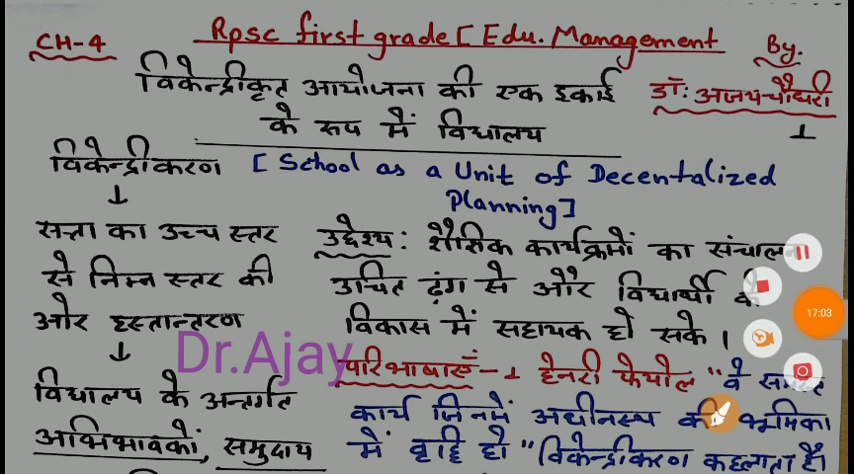 CH-4
Rpsc first grade [ Edu. Management
By.
डॉ: अजय चौधरी
विकेन्द्रीकृत आयोजना की एक इकाई
के रूप में विद्यालय
[ School as a Unit of Decentalized
Planning ]
विकेन्द्रीकरण
↓
सत्ता का उच्च स्तर
से निम्न स्तर की
ओर हस्तान्तरण
↓
विद्यालय के अन्तर्गत
अभिभावकों, समुदाय
उद्देश्य : शैक्षिक कार्यक्रमों का
उचित ढ़ंग से और विद्यार्थी
विकास में सहायक हो सके ।
परिभाषाएँ -1 हेनरी फेयोल "वे
कार्य जिनमें अधीनस्थ की भूमिका
में वृद्वि हो "विकेन्द्रीकरण कहलाता है।
Dr.Ajay
17:03